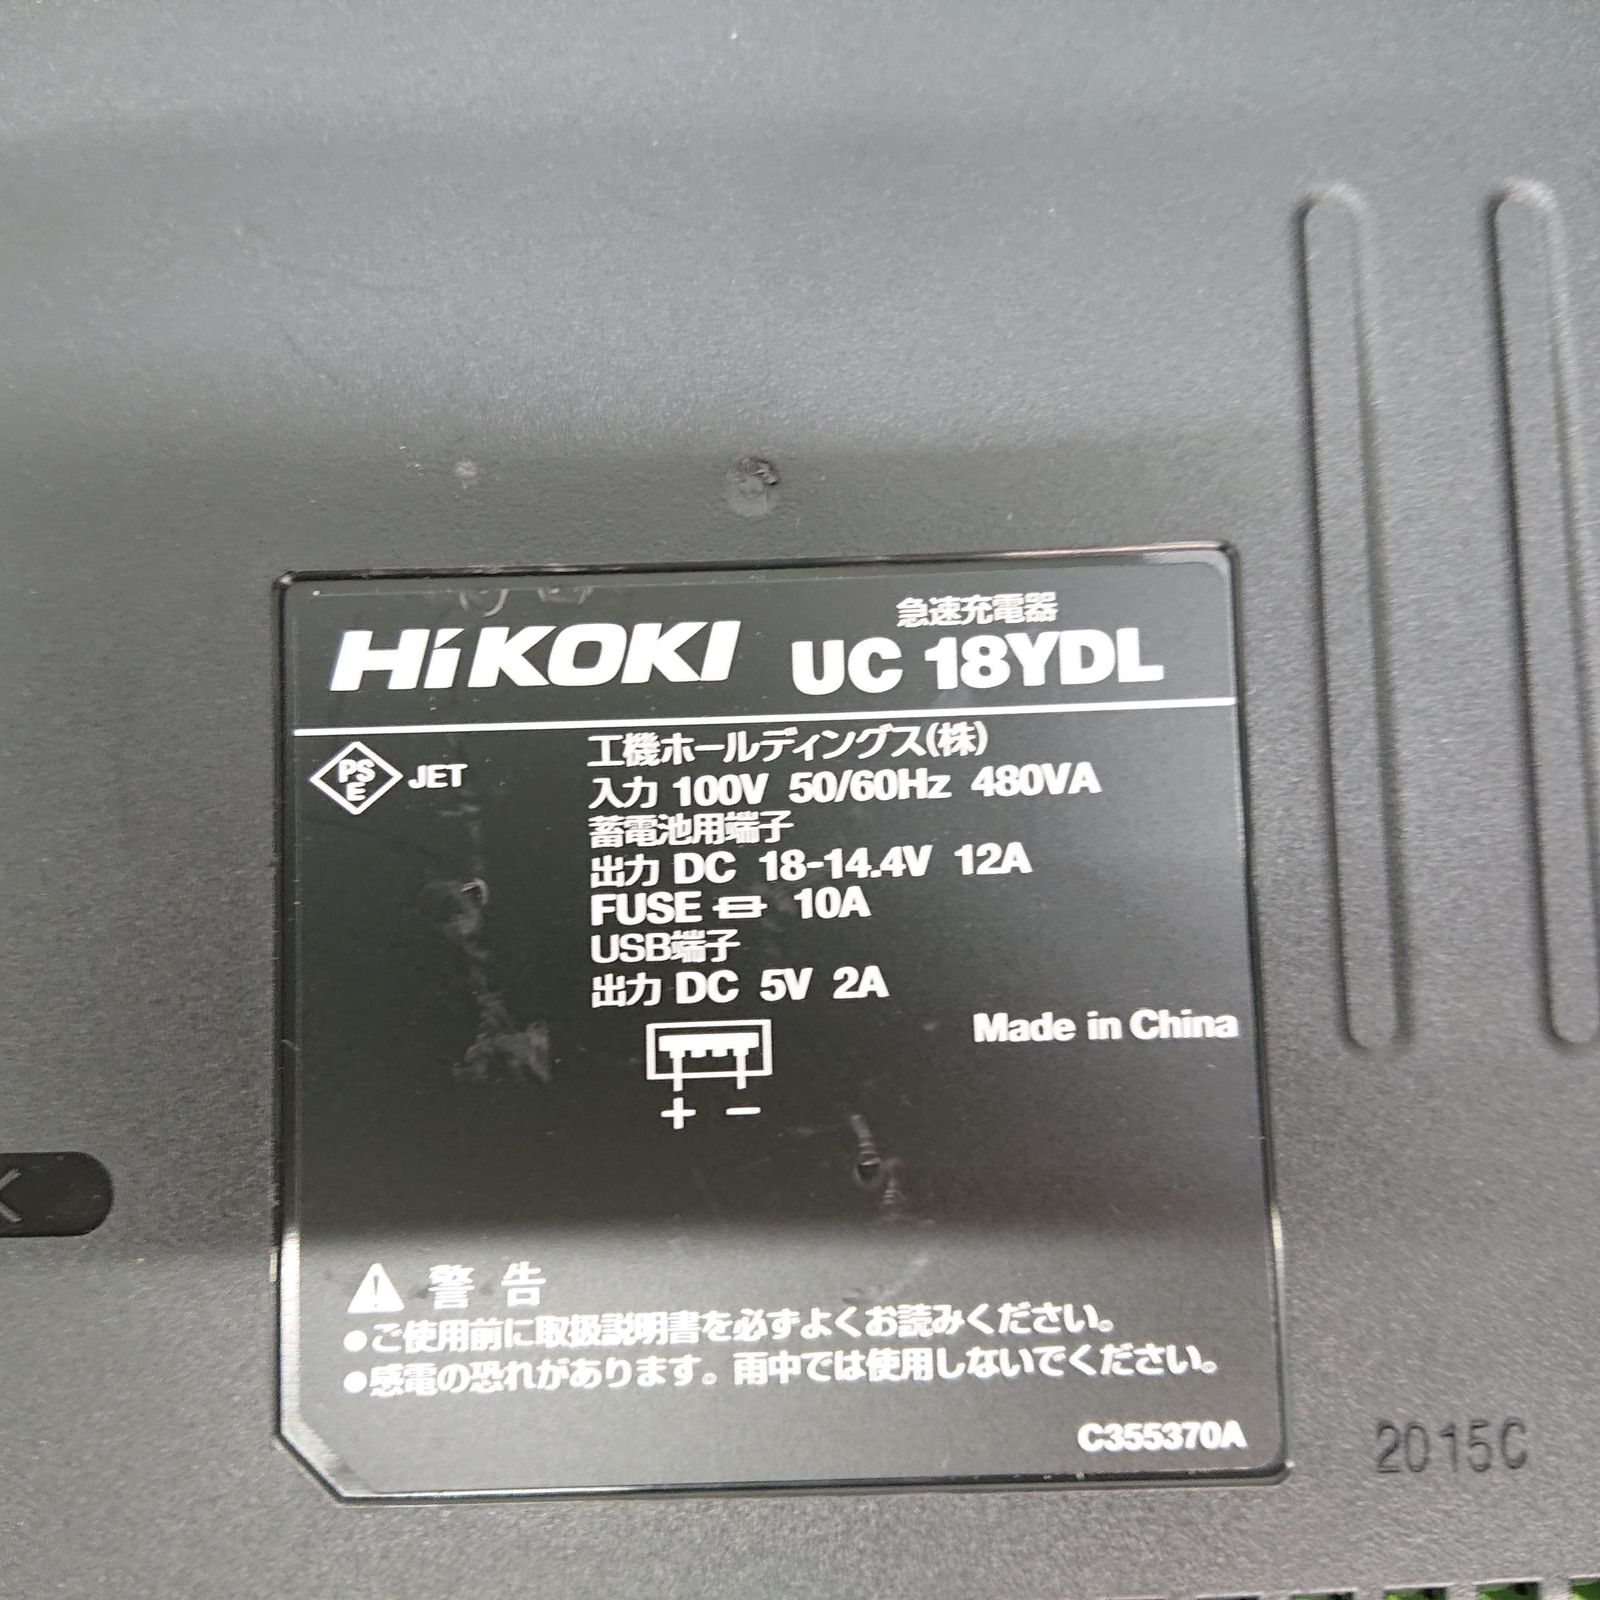 急速充電器
HiKOKI UC 18YDL
PSE JET
工機ホールディングス(株)
入力 100V 50/60Hz 480VA
蓄電池用端子
出力 DC 18-14.4V 12A
FUSE 10A
USB端子
出力 DC 5V 2A
Made in China
+ −
警告
●ご使用前に取扱説明書を必ずよくお読みください。
●感電の恐れがあります。雨中では使用しないでください。
C355370A
2015C
K